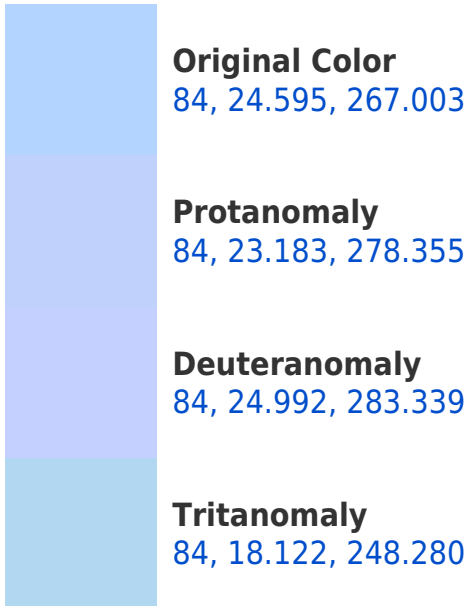 Original Color
84, 24.595, 267.003
Protanomaly
84, 23.183, 278.355
Deuteranomaly
84, 24.992, 283.339
Tritanomaly
84, 18.122, 248.280